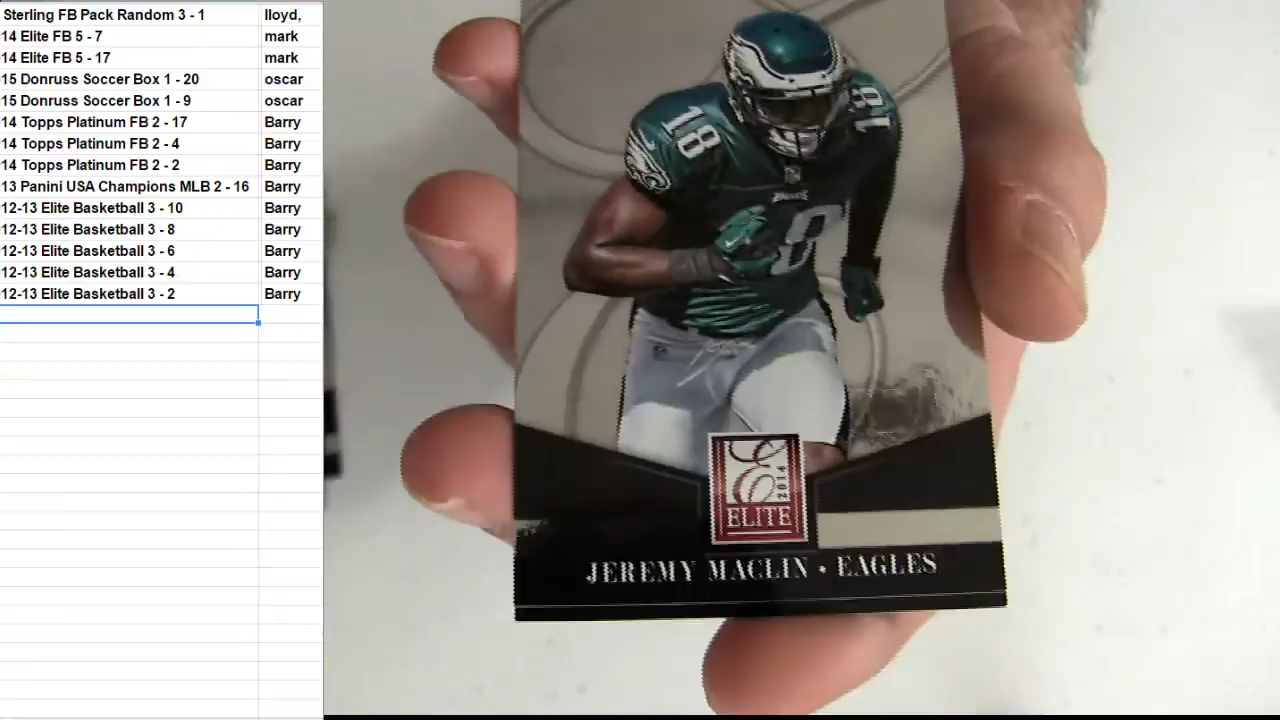 Sterling FB Pack Random 3 - 1 lloyd,
14 Elite FB 5 - 7 mark
14 Elite FB 5 - 17 mark
15 Donruss Soccer Box 1 - 20 oscar
15 Donruss Soccer Box 1 - 9 oscar
14 Topps Platinum FB 2 - 17 Barry
14 Topps Platinum FB 2 - 4 Barry
14 Topps Platinum FB 2 - 2 Barry
13 Panini USA Champions MLB 2 - 16 Barry
12-13 Elite Basketball 3 - 10 Barry
12-13 Elite Basketball 3 - 8 Barry
12-13 Elite Basketball 3 - 6 Barry
12-13 Elite Basketball 3 - 4 Barry
12-13 Elite Basketball 3 - 2 Barry
18
18
8
E
2014
ELITE
JEREMY MACLIN • EAGLES